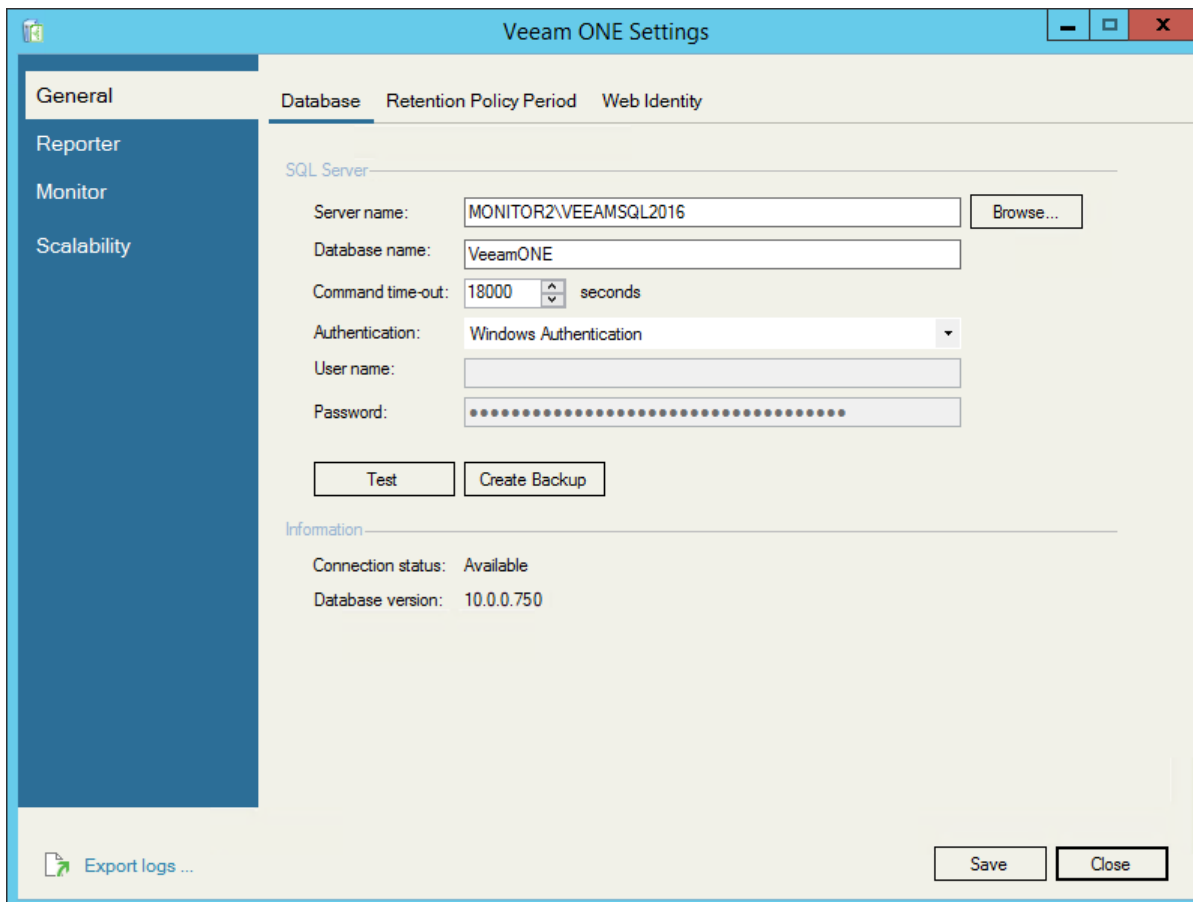 Veeam ONE Settings
General
Reporter
Monitor
Scalability
Database Retention Policy Period Web Identity
SQL Server
Server name: MONITOR2\VEEAMSQL2016 Browse...
Database name: VeeamONE
Command time-out: 18000 seconds
Authentication: Windows Authentication
User name:
Password: ●●●●●●●●●●●●●●●●●●●●●●●●●●●●●●●●●●●●
Test Create Backup
Information
Connection status: Available
Database version: 10.0.0.750
Export logs ...
Save Close